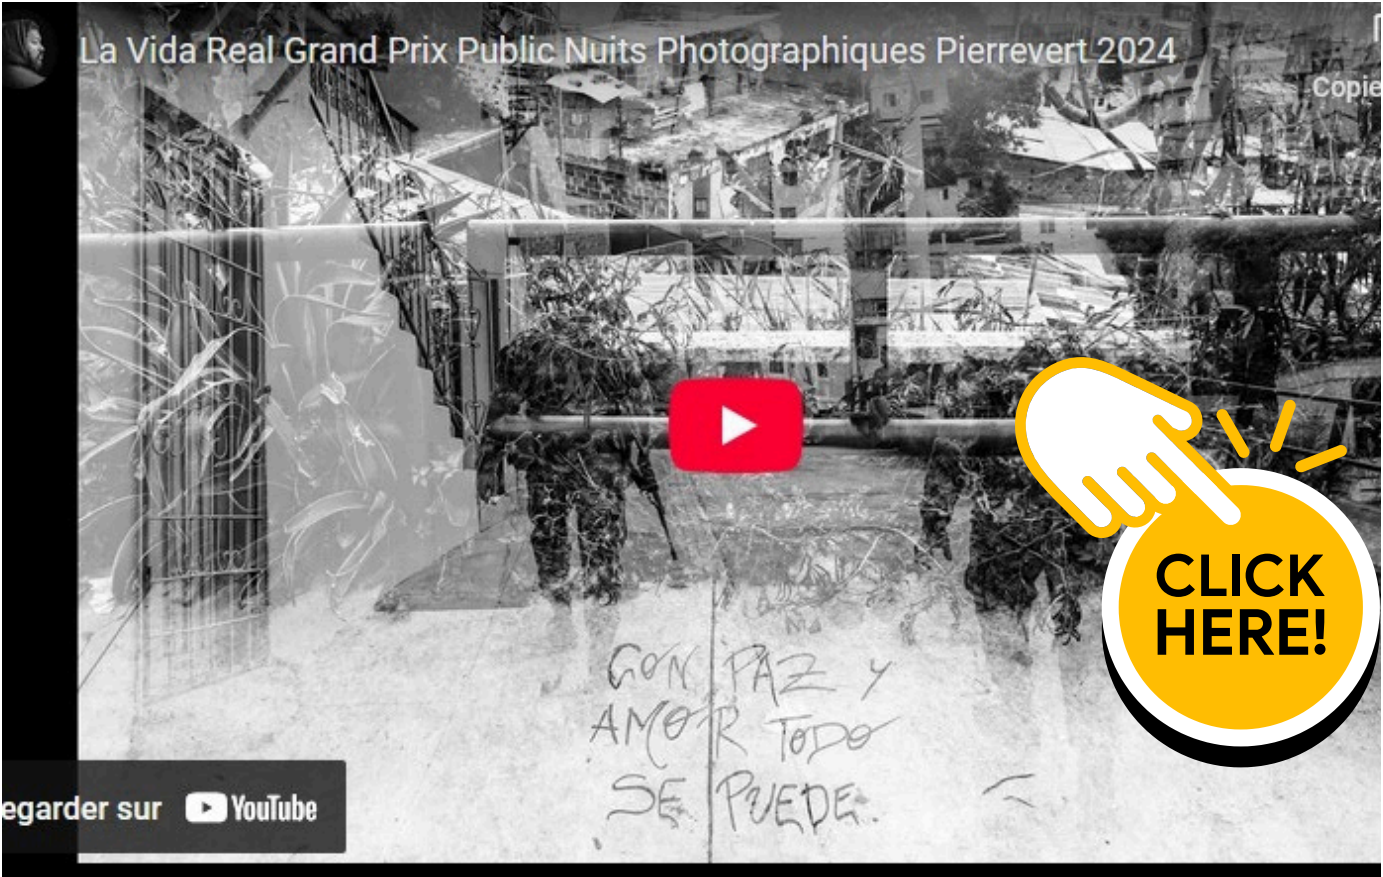 La Vida Real Grand Prix Public Nuits Photographiques Pierrevert 2024
Copie
CLICK
HERE!
CON PAZ y
AMOR TODO
SE PUEDE.
egarder sur YouTube